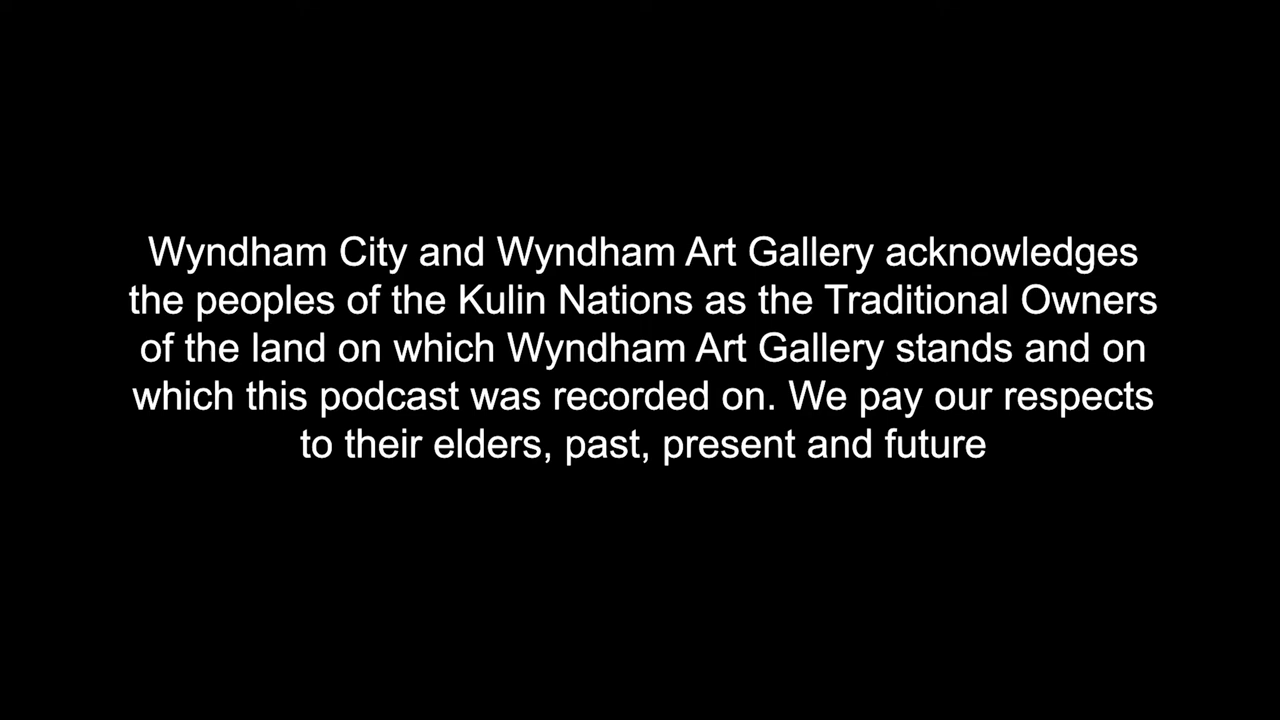 Wyndham City and Wyndham Art Gallery acknowledges
the peoples of the Kulin Nations as the Traditional Owners
of the land on which Wyndham Art Gallery stands and on
which this podcast was recorded on. We pay our respects
to their elders, past, present and future